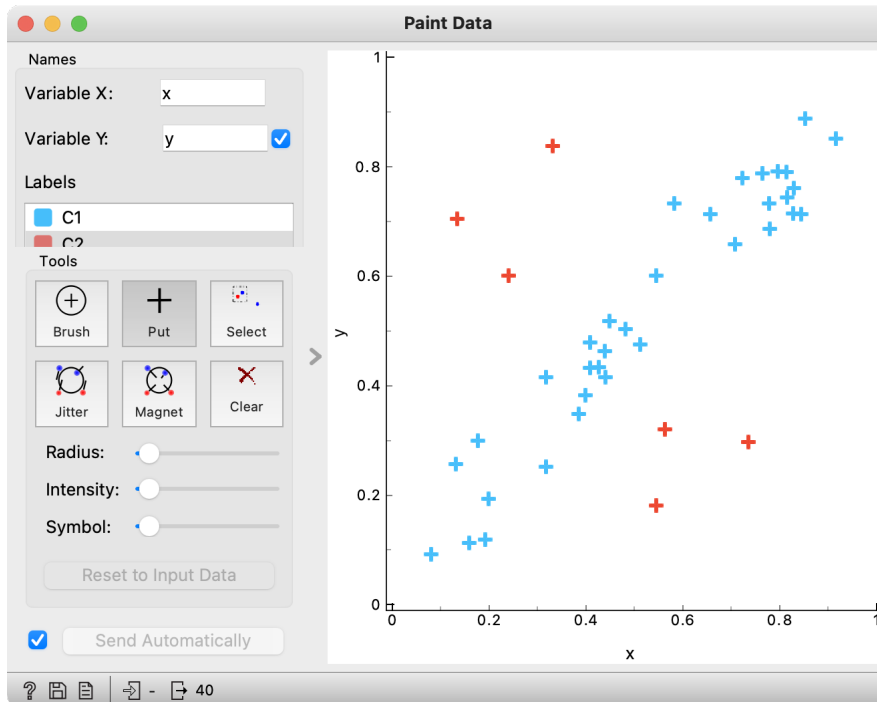 Paint Data
Names
Variable X: x
Variable Y: y
Labels
C1
C2
Tools
Brush Put Select
Jitter Magnet Clear
Radius:
Intensity:
Symbol:
Reset to Input Data
Send Automatically
? - 40
1
0.8
0.6
0.4
0.2
0
y
0 0.2 0.4 0.6 0.8 1
x